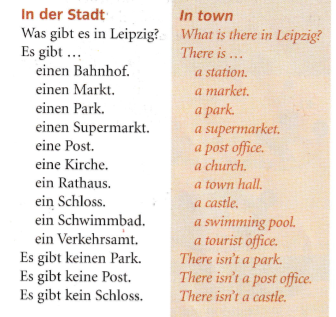 In der Stadt
Was gibt es in Leipzig?
Es gibt …
einen Bahnhof.
einen Markt.
einen Park.
einen Supermarkt.
eine Post.
eine Kirche.
ein Rathaus.
ein Schloss.
ein Schwimmbad.
ein Verkehrsamt.
Es gibt keinen Park.
Es gibt keine Post.
Es gibt kein Schloss.
In town
What is there in Leipzig?
There is …
a station.
a market.
a park.
a supermarket.
a post office.
a church.
a town hall.
a castle.
a swimming pool.
a tourist office.
There isn't a park.
There isn't a post office.
There isn't a castle.